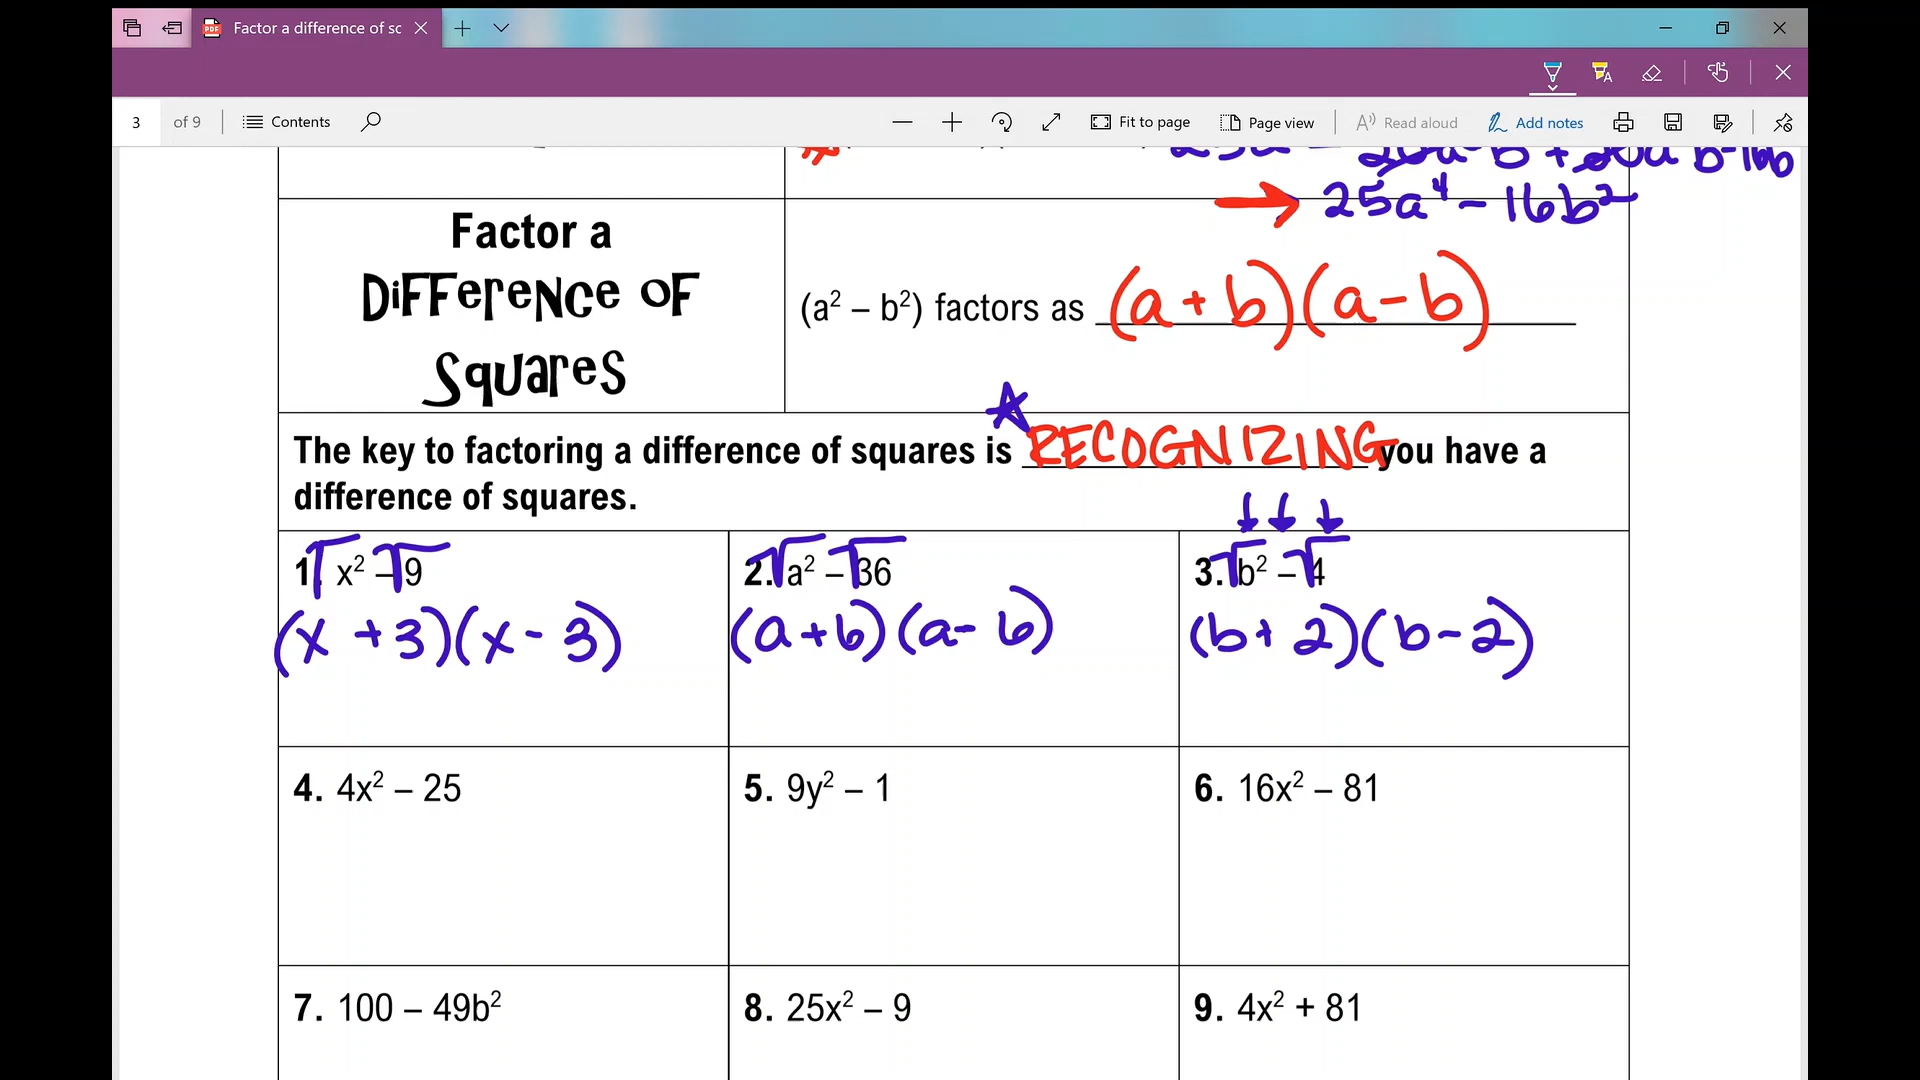 Factor a difference of sc
3 of 9 Contents Fit to page Page view Read aloud Add notes
25a⁴ – 16b²
Factor a
Difference of
Squares
(a² – b²) factors as (a + b)(a – b)
The key to factoring a difference of squares is RECOGNIZING you have a
difference of squares.
1. √x² – √9
(x + 3)(x - 3)
2. √a² – √36
(a + 6)(a - 6)
3. √b² – √4
(b + 2)(b - 2)
4. 4x² – 25
5. 9y² – 1
6. 16x² – 81
7. 100 – 49b²
8. 25x² – 9
9. 4x² + 81